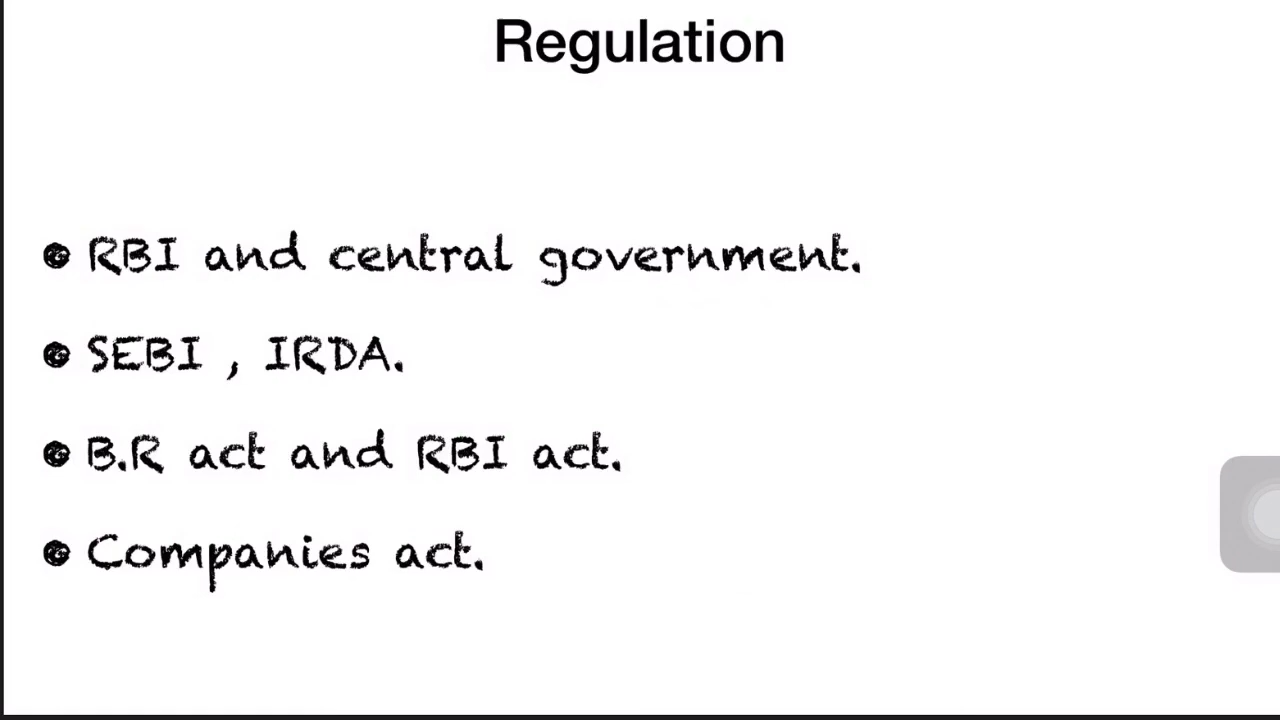 Regulation
RBI and central government.
SEBI , IRDA.
B.R act and RBI act.
Companies act.